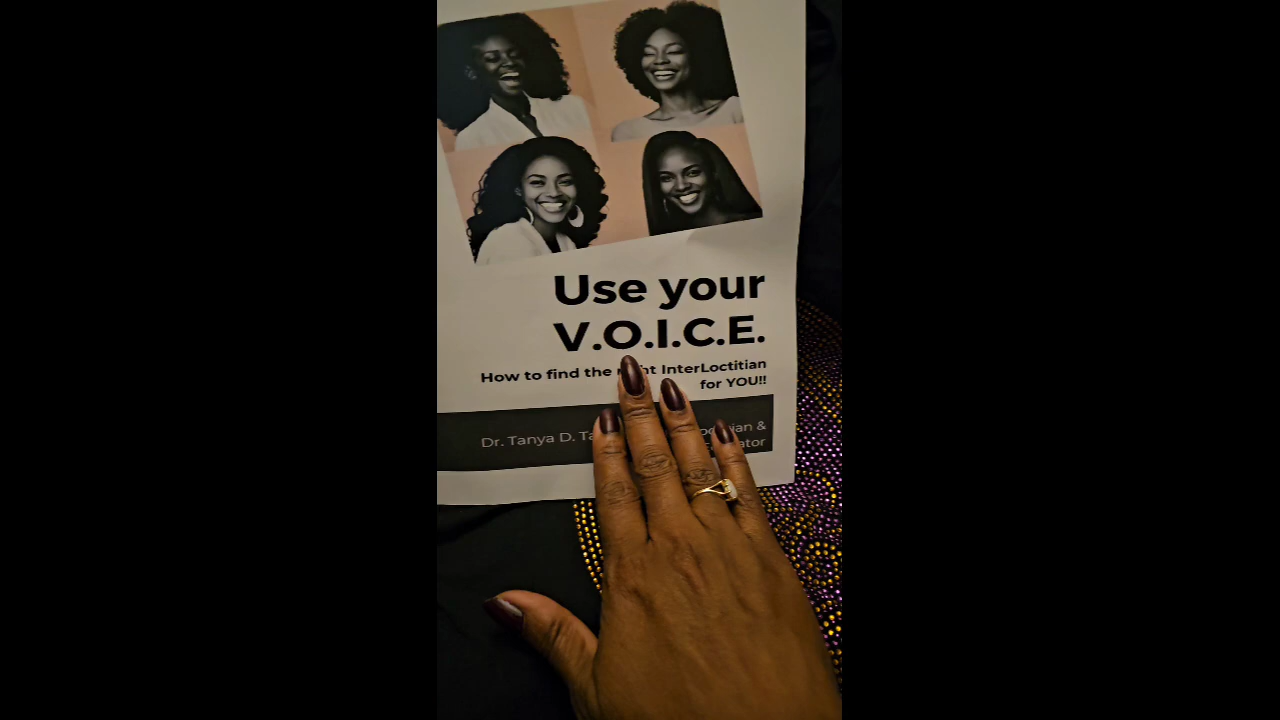 Use your
V.O.I.C.E.
How to find the InterLoctitian
for YOU!!
Dr. Tanya D. &